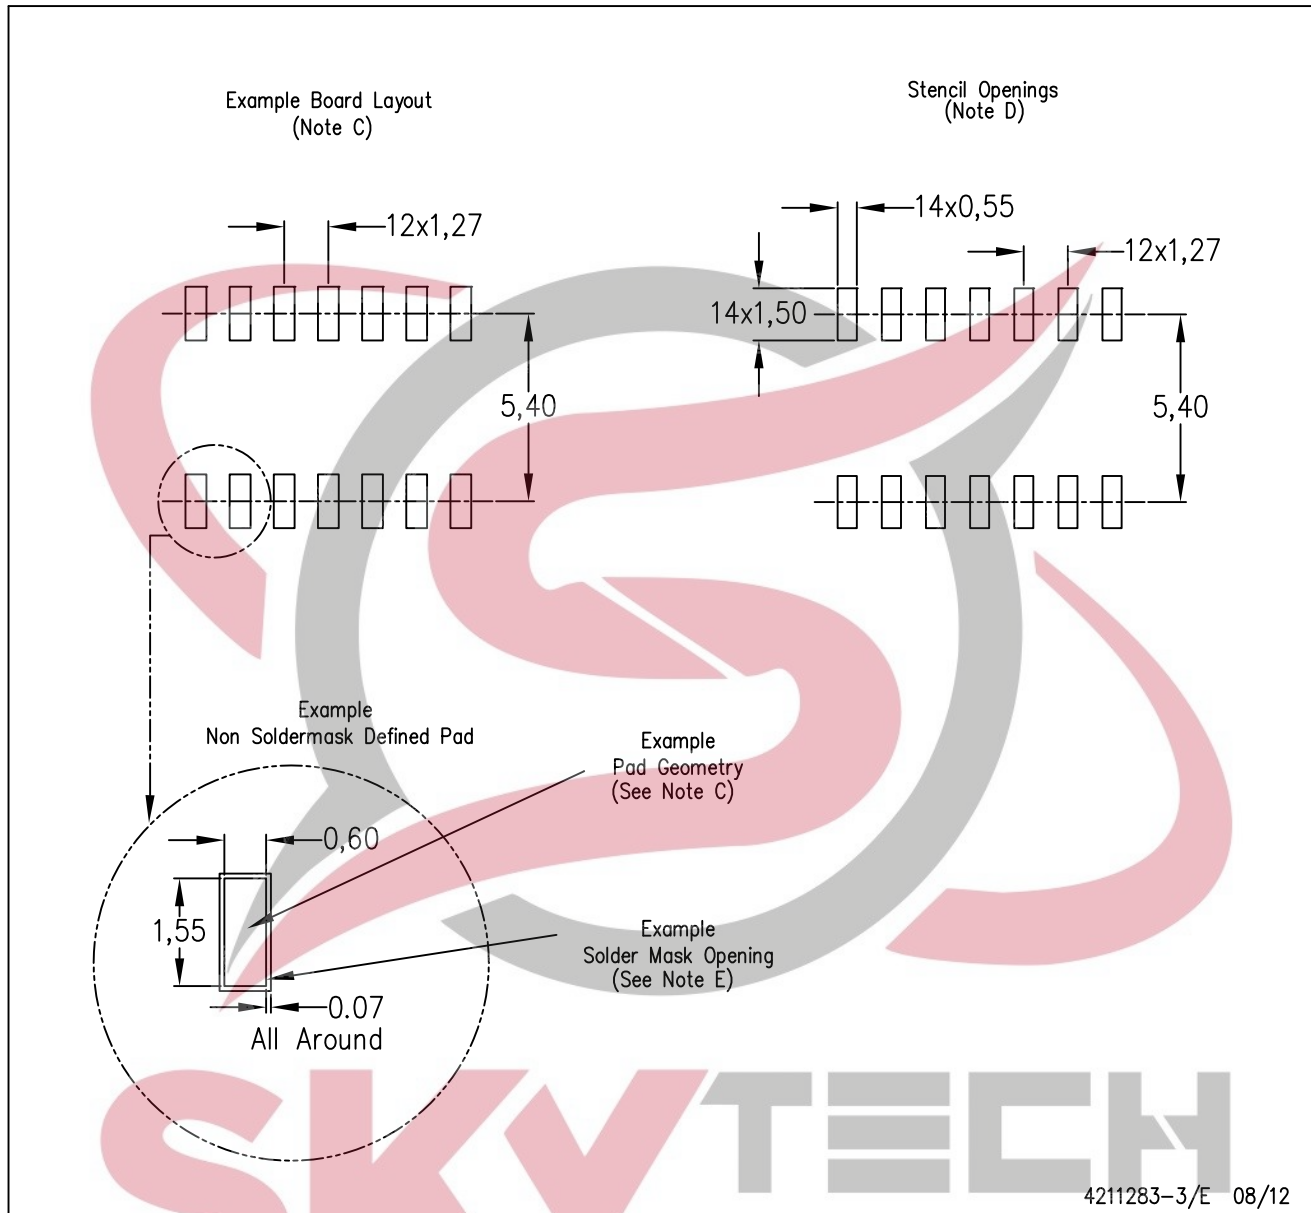 Example Board Layout
(Note C)
Stencil Openings
(Note D)
12x1,27
14x0,55
12x1,27
14x1,50
5,40
5,40
Example
Non Soldermask Defined Pad
Example
Pad Geometry
(See Note C)
0,60
1,55
Example
Solder Mask Opening
(See Note E)
0.07
All Around
SKYTECH
4211283-3/E 08/12